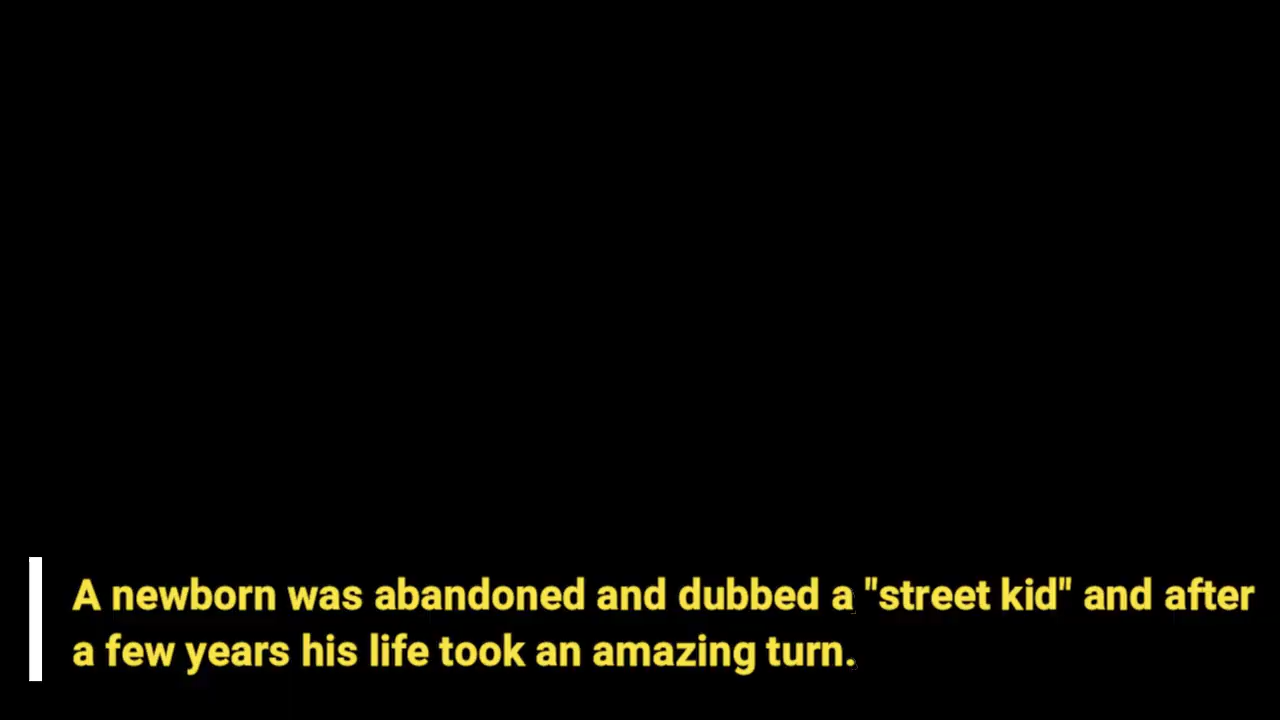 A newborn was abandoned and dubbed a "street kid" and after
a few years his life took an amazing turn.